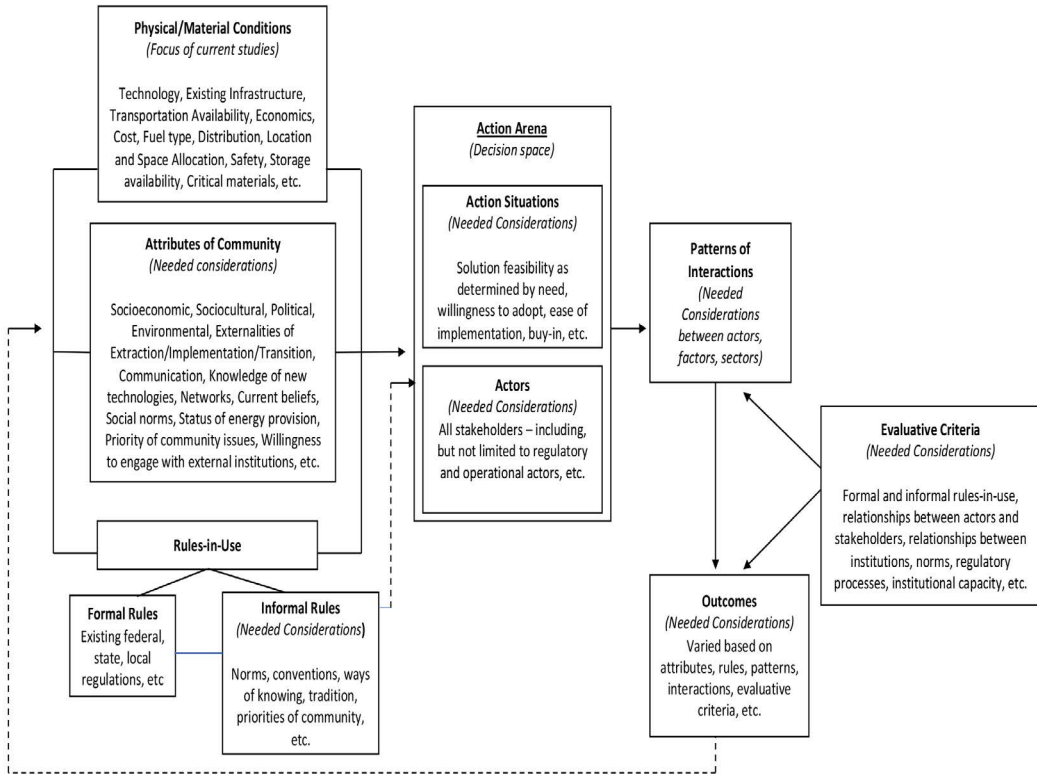 Physical/Material Conditions
(Focus of current studies)
Technology, Existing Infrastructure,
Transportation Availability, Economics,
Cost, Fuel type, Distribution, Location
and Space Allocation, Safety, Storage
availability, Critical materials, etc.
Attributes of Community
(Needed considerations)
Socioeconomic, Sociocultural, Political,
Environmental, Externalities of
Extraction/Implementation/Transition,
Communication, Knowledge of new
technologies, Networks, Current beliefs,
Social norms, Status of energy provision,
Priority of community issues, Willingness
to engage with external institutions, etc.
Rules-in-Use
Formal Rules
Existing federal,
state, local
regulations, etc
Informal Rules
(Needed Considerations)
Norms, conventions, ways
of knowing, tradition,
priorities of community,
etc.
Action Arena
(Decision space)
Action Situations
(Needed Considerations)
Solution feasibility as
determined by need,
willingness to adopt, ease of
implementation, buy-in, etc.
Actors
(Needed Considerations)
All stakeholders – including,
but not limited to regulatory
and operational actors, etc.
Patterns of
Interactions
(Needed
Considerations
between actors,
factors, sectors)
Evaluative Criteria
(Needed Considerations)
Formal and informal rules-in-use,
relationships between actors and
stakeholders, relationships between
institutions, norms, regulatory
processes, institutional capacity, etc.
Outcomes
(Needed Considerations)
Varied based on
attributes, rules, patterns,
interactions, evaluative
criteria, etc.